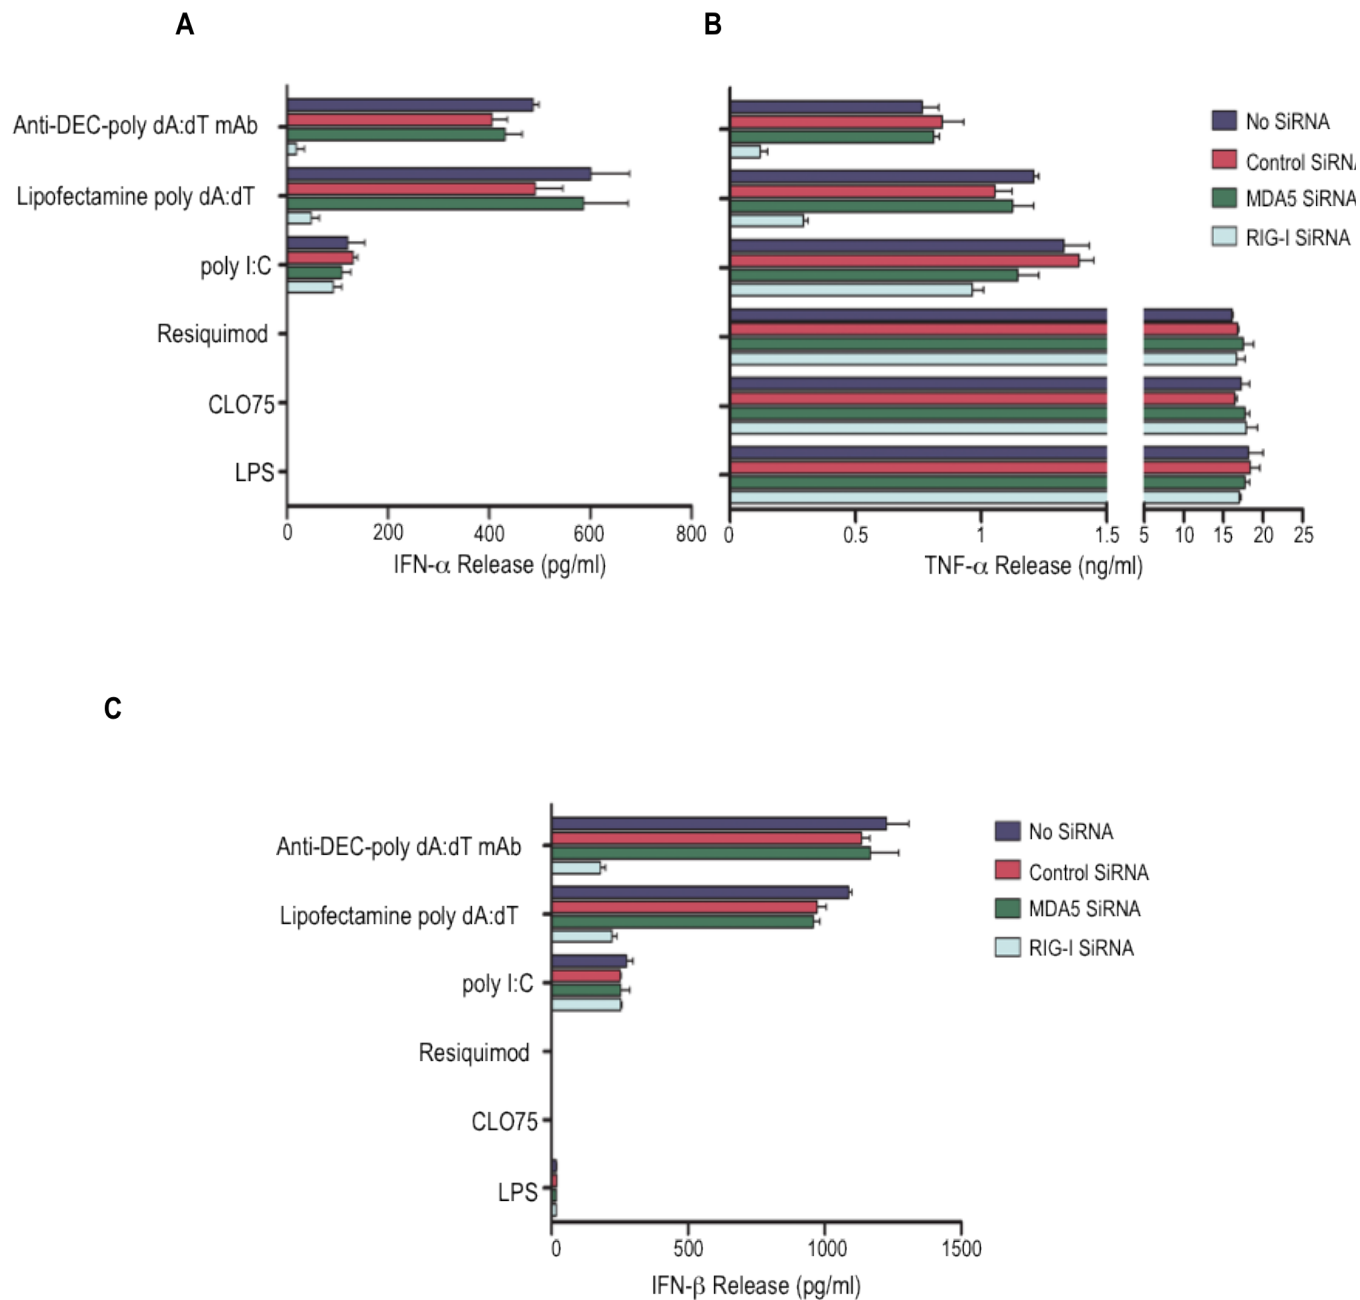 A
B
Anti-DEC-poly dA:dT mAb
Lipofectamine poly dA:dT
poly I:C
Resiquimod
CLO75
LPS
0 200 400 600 800
IFN-α Release (pg/ml)
0 0.5 1 1.5 5 10 15 20 25
TNF-α Release (ng/ml)
No SiRNA
Control SiRNA
MDA5 SiRNA
RIG-I SiRNA
C
Anti-DEC-poly dA:dT mAb
Lipofectamine poly dA:dT
poly I:C
Resiquimod
CLO75
LPS
0 500 1000 1500
IFN-β Release (pg/ml)
No SiRNA
Control SiRNA
MDA5 SiRNA
RIG-I SiRNA